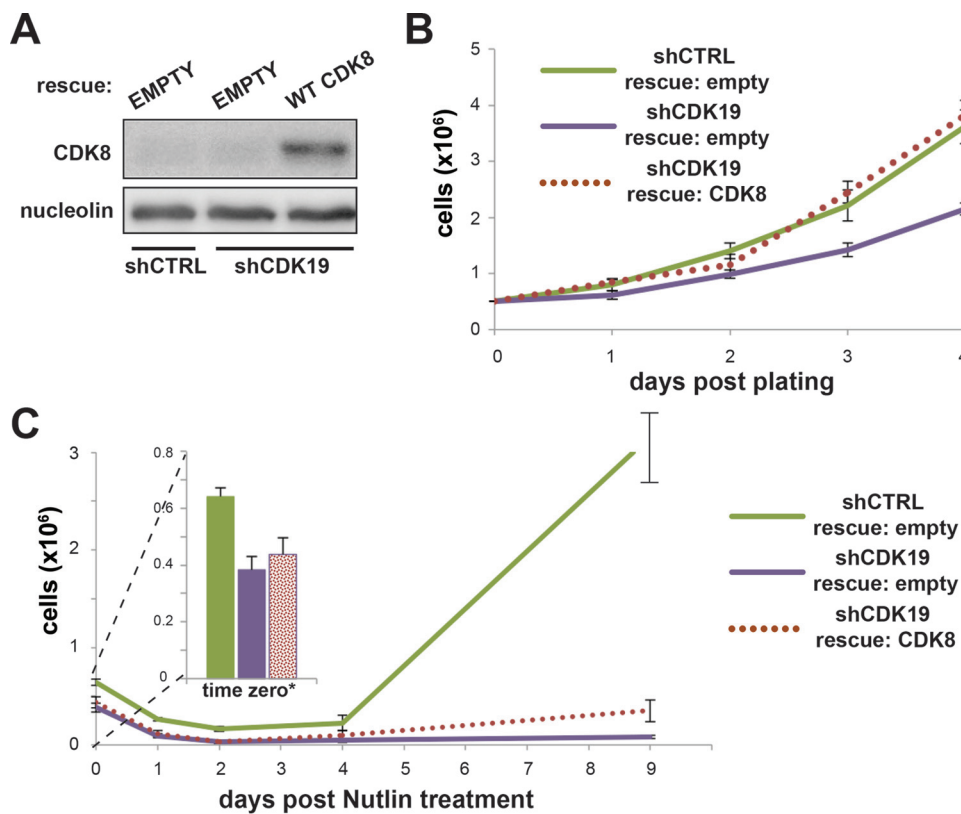 A
rescue:
EMPTY
EMPTY
WT CDK8
CDK8
nucleolin
shCTRL
shCDK19
B
cells (x10⁶)
5
4
3
2
1
0
shCTRL
rescue: empty
shCDK19
rescue: empty
shCDK19
rescue: CDK8
0 1 2 3 4
days post plating
C
cells (x10⁶)
3
2
1
0
0.8
0.6
0.4
0.2
0
time zero*
shCTRL
rescue: empty
shCDK19
rescue: empty
shCDK19
rescue: CDK8
0 1 2 3 4 5 6 7 8 9
days post Nutlin treatment